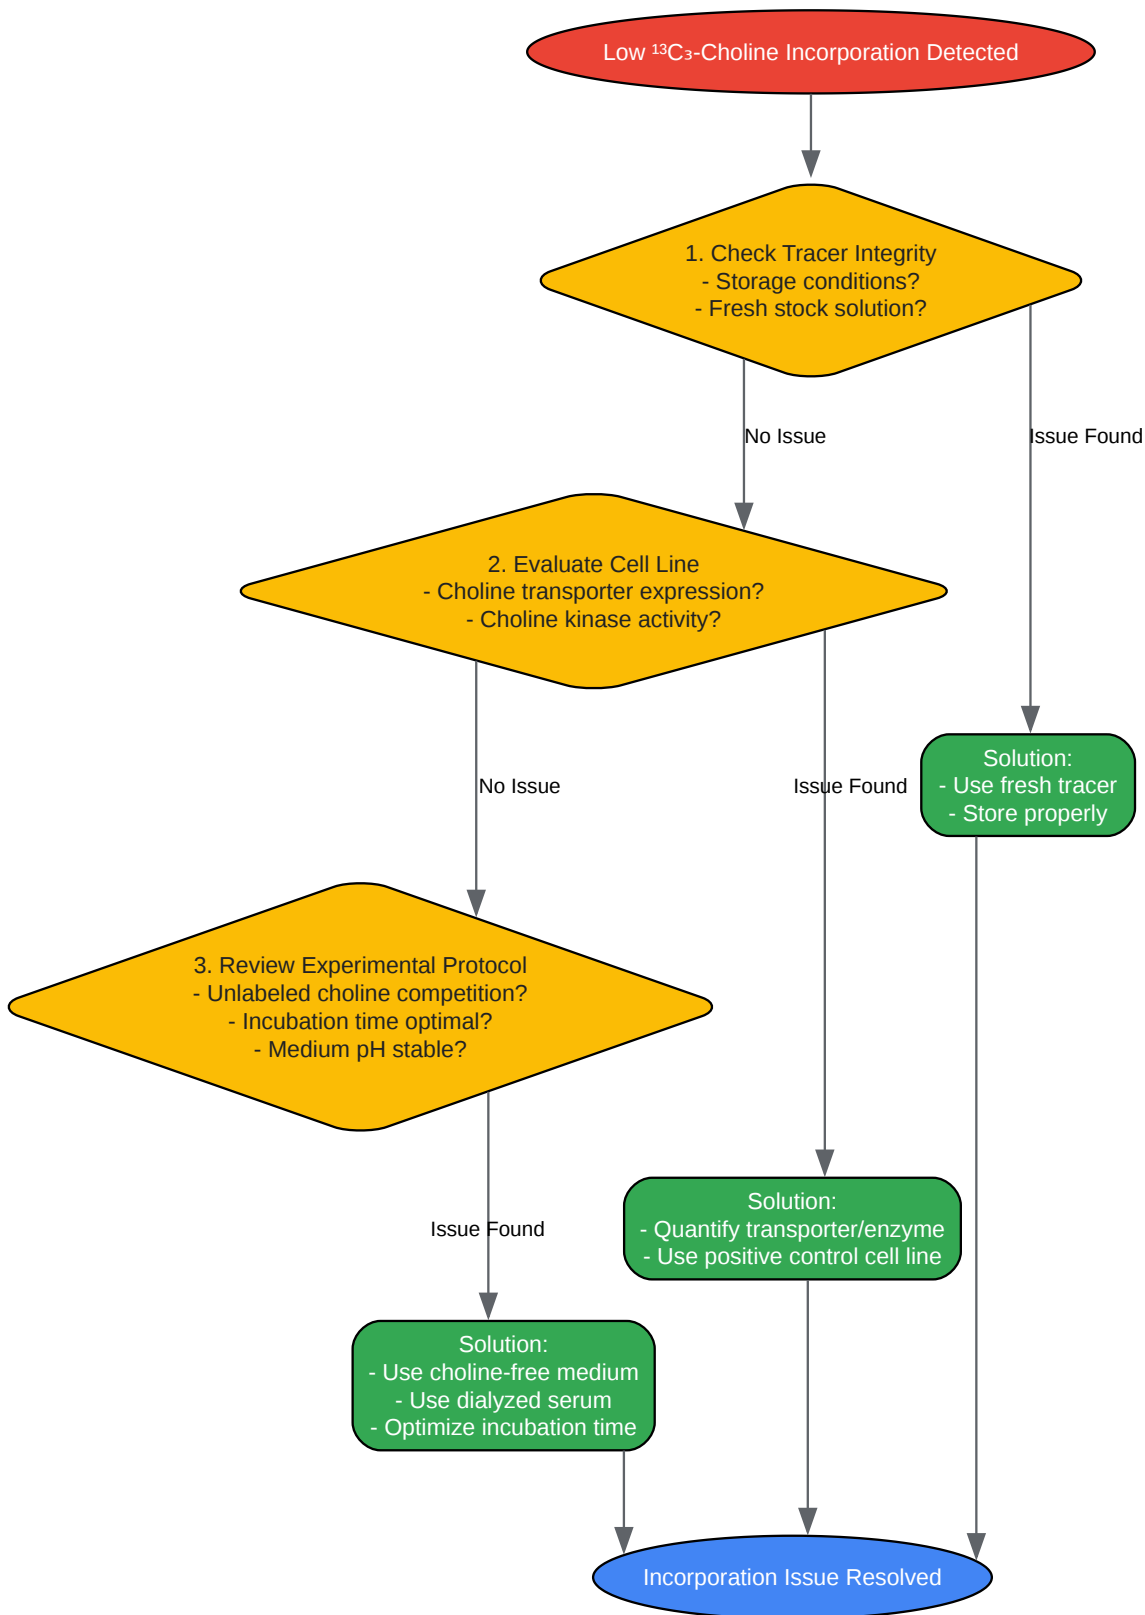 Low ¹³C₃-Choline Incorporation Detected
1. Check Tracer Integrity
- Storage conditions?
- Fresh stock solution?
No Issue
Issue Found
2. Evaluate Cell Line
- Choline transporter expression?
- Choline kinase activity?
No Issue
Issue Found
Solution:
- Use fresh tracer
- Store properly
3. Review Experimental Protocol
- Unlabeled choline competition?
- Incubation time optimal?
- Medium pH stable?
Issue Found
Solution:
- Quantify transporter/enzyme
- Use positive control cell line
Solution:
- Use choline-free medium
- Use dialyzed serum
- Optimize incubation time
Incorporation Issue Resolved